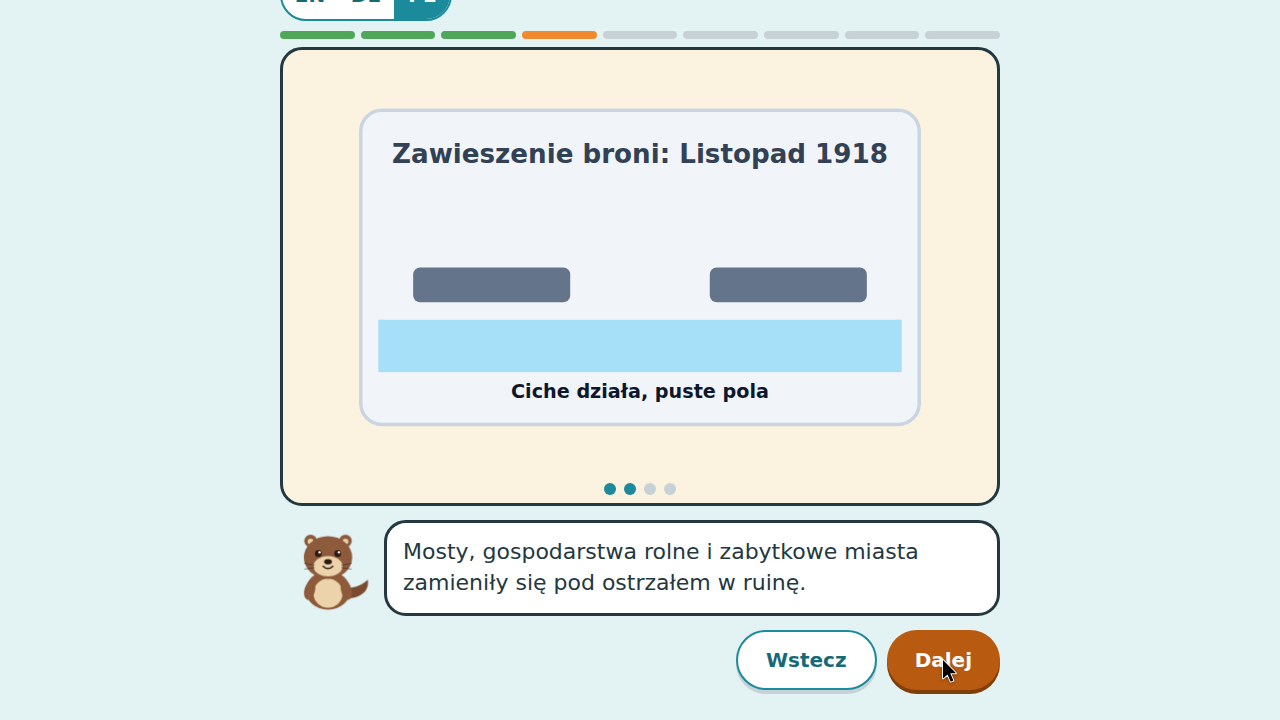 Zawieszenie broni: Listopad 1918
Ciche działa, puste pola
Mosty, gospodarstwa rolne i zabytkowe miasta
zamieniły się pod ostrzałem w ruinę.
Wstecz
Dalej